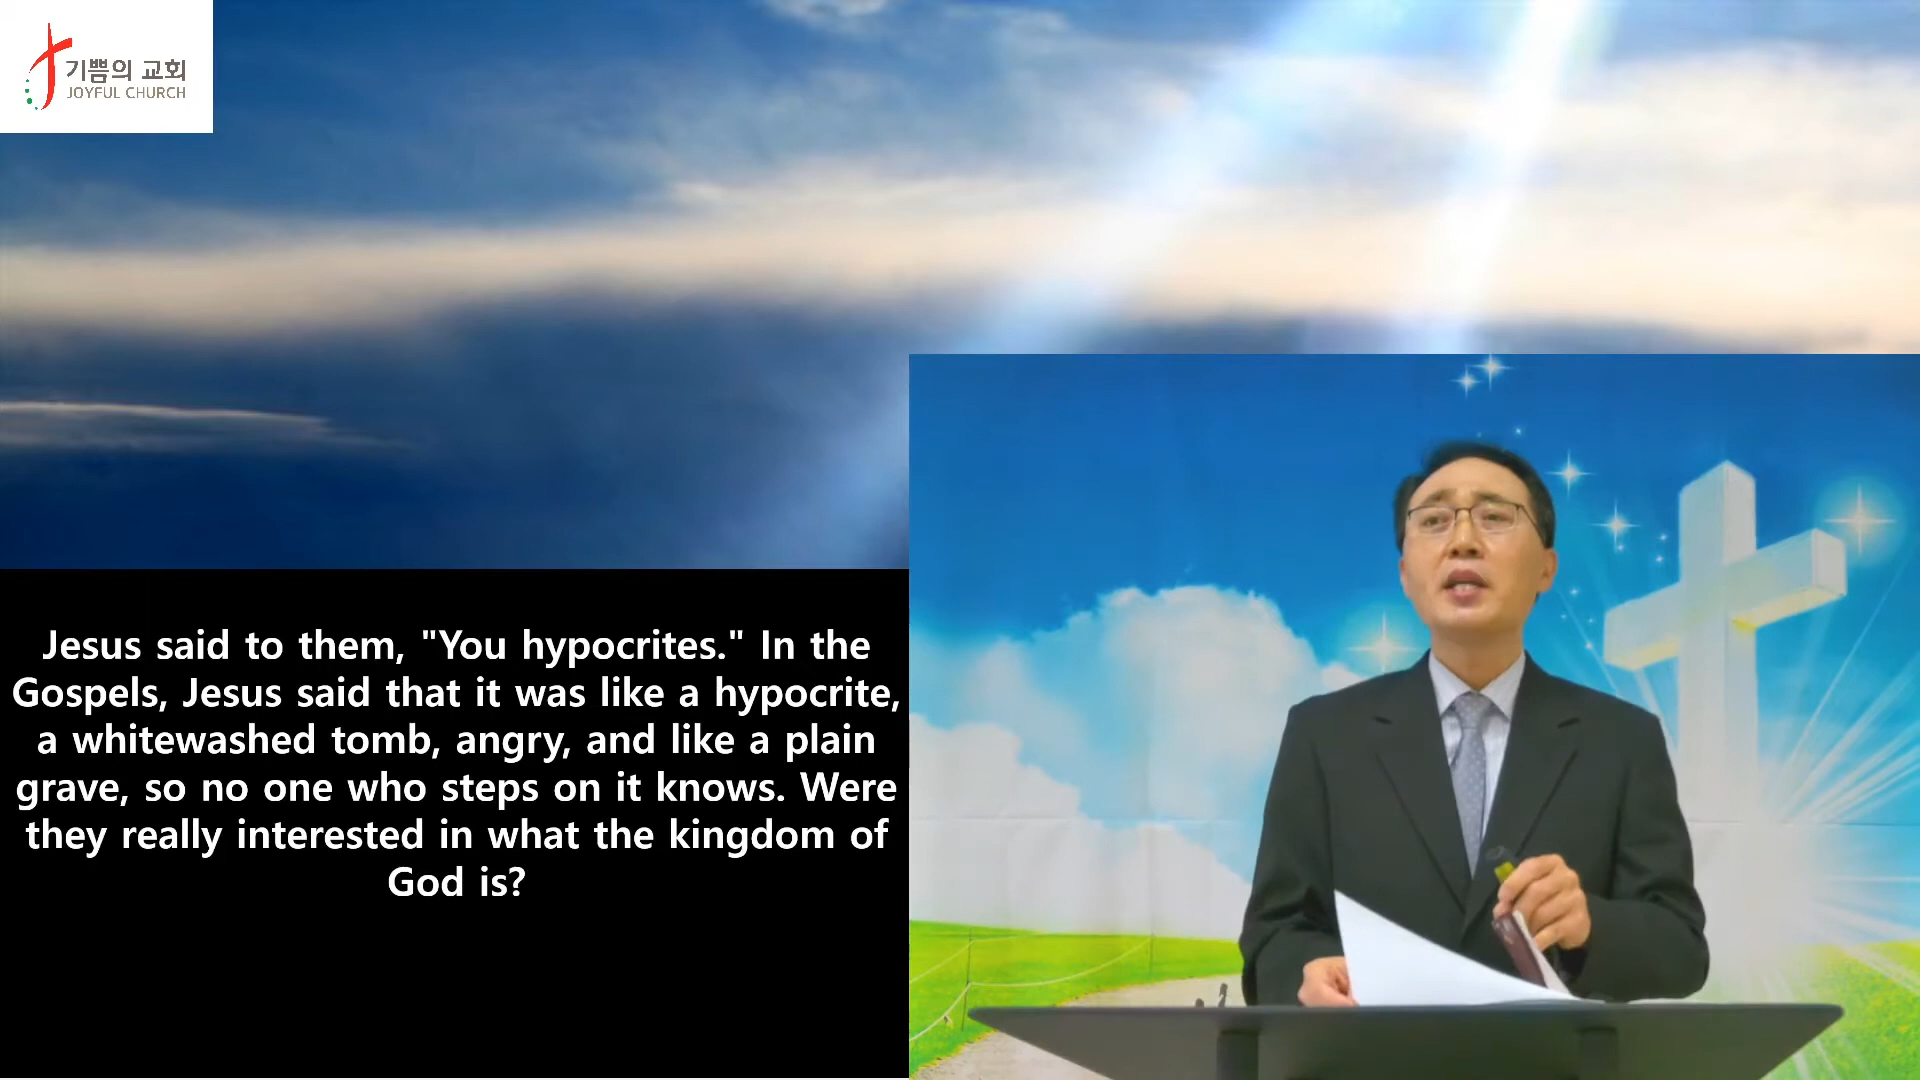 기쁨의 교회
JOYFUL CHURCH
Jesus said to them, "You hypocrites." In the
Gospels, Jesus said that it was like a hypocrite,
a whitewashed tomb, angry, and like a plain
grave, so no one who steps on it knows. Were
they really interested in what the kingdom of
God is?